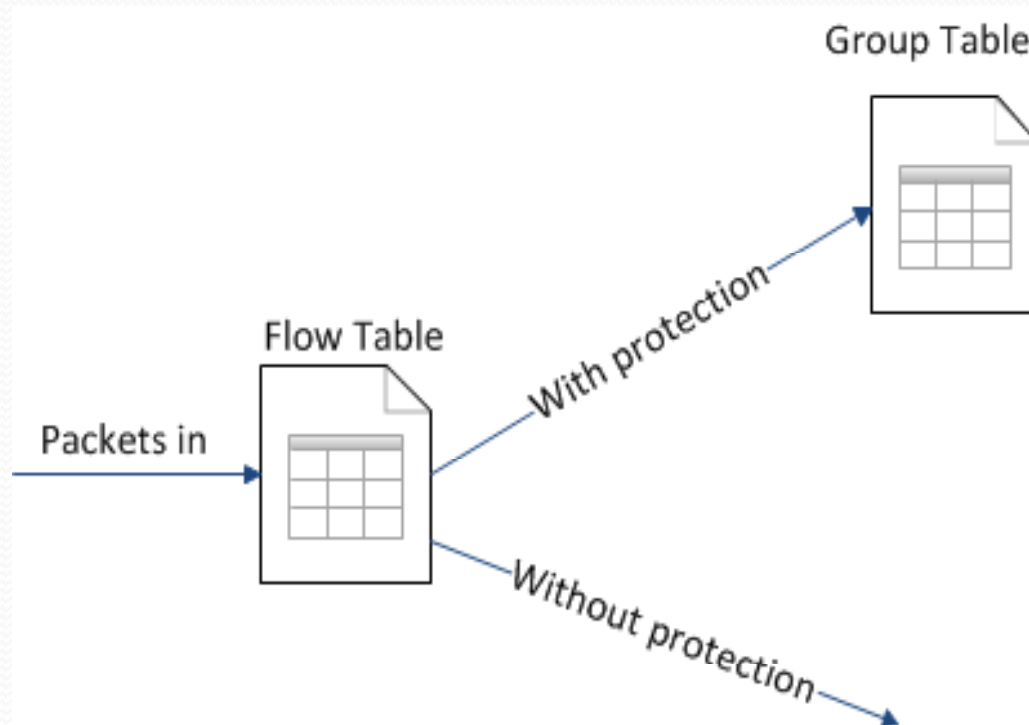 Group Table
Flow Table
Packets in
With protection
Without protection